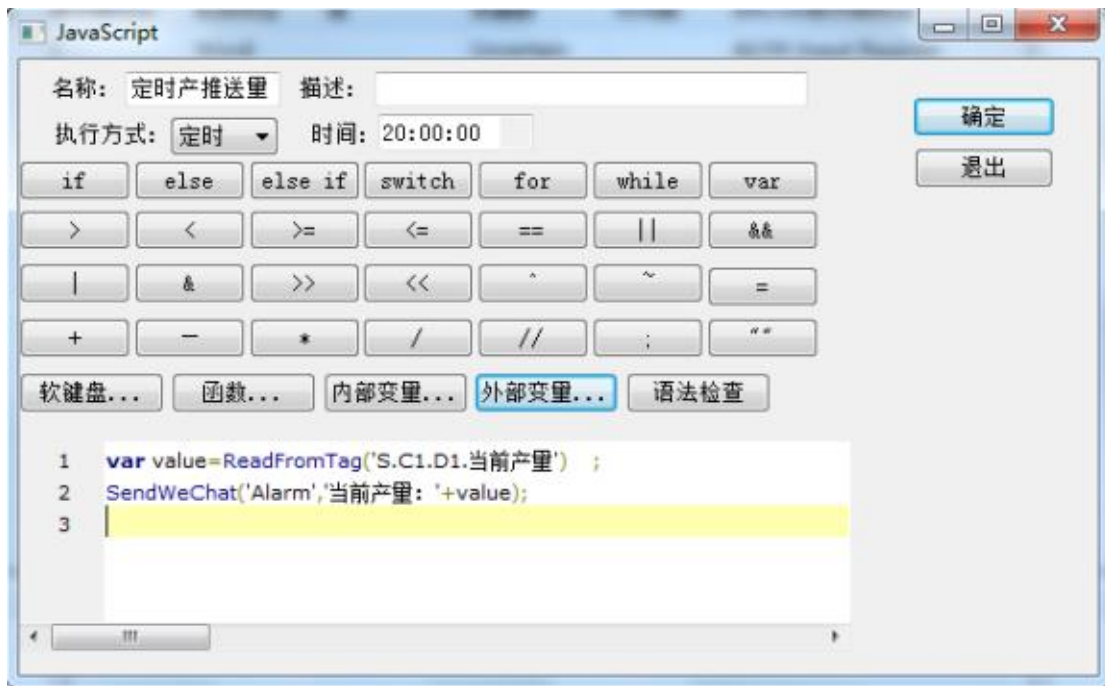 JavaScript
名称: 定时产推送量 描述:
确定
执行方式: 定时 时间: 20:00:00
退出
if else else if switch for while var
> < >= <= == || &&
| & >> << ^ ~ =
+ - * / // ; ""
软键盘... 函数... 内部变量... 外部变量... 语法检查
1 var value=ReadFromTag('S.C1.D1.当前产量') ;
2 SendWeChat('Alarm','当前产量: '+value);
3